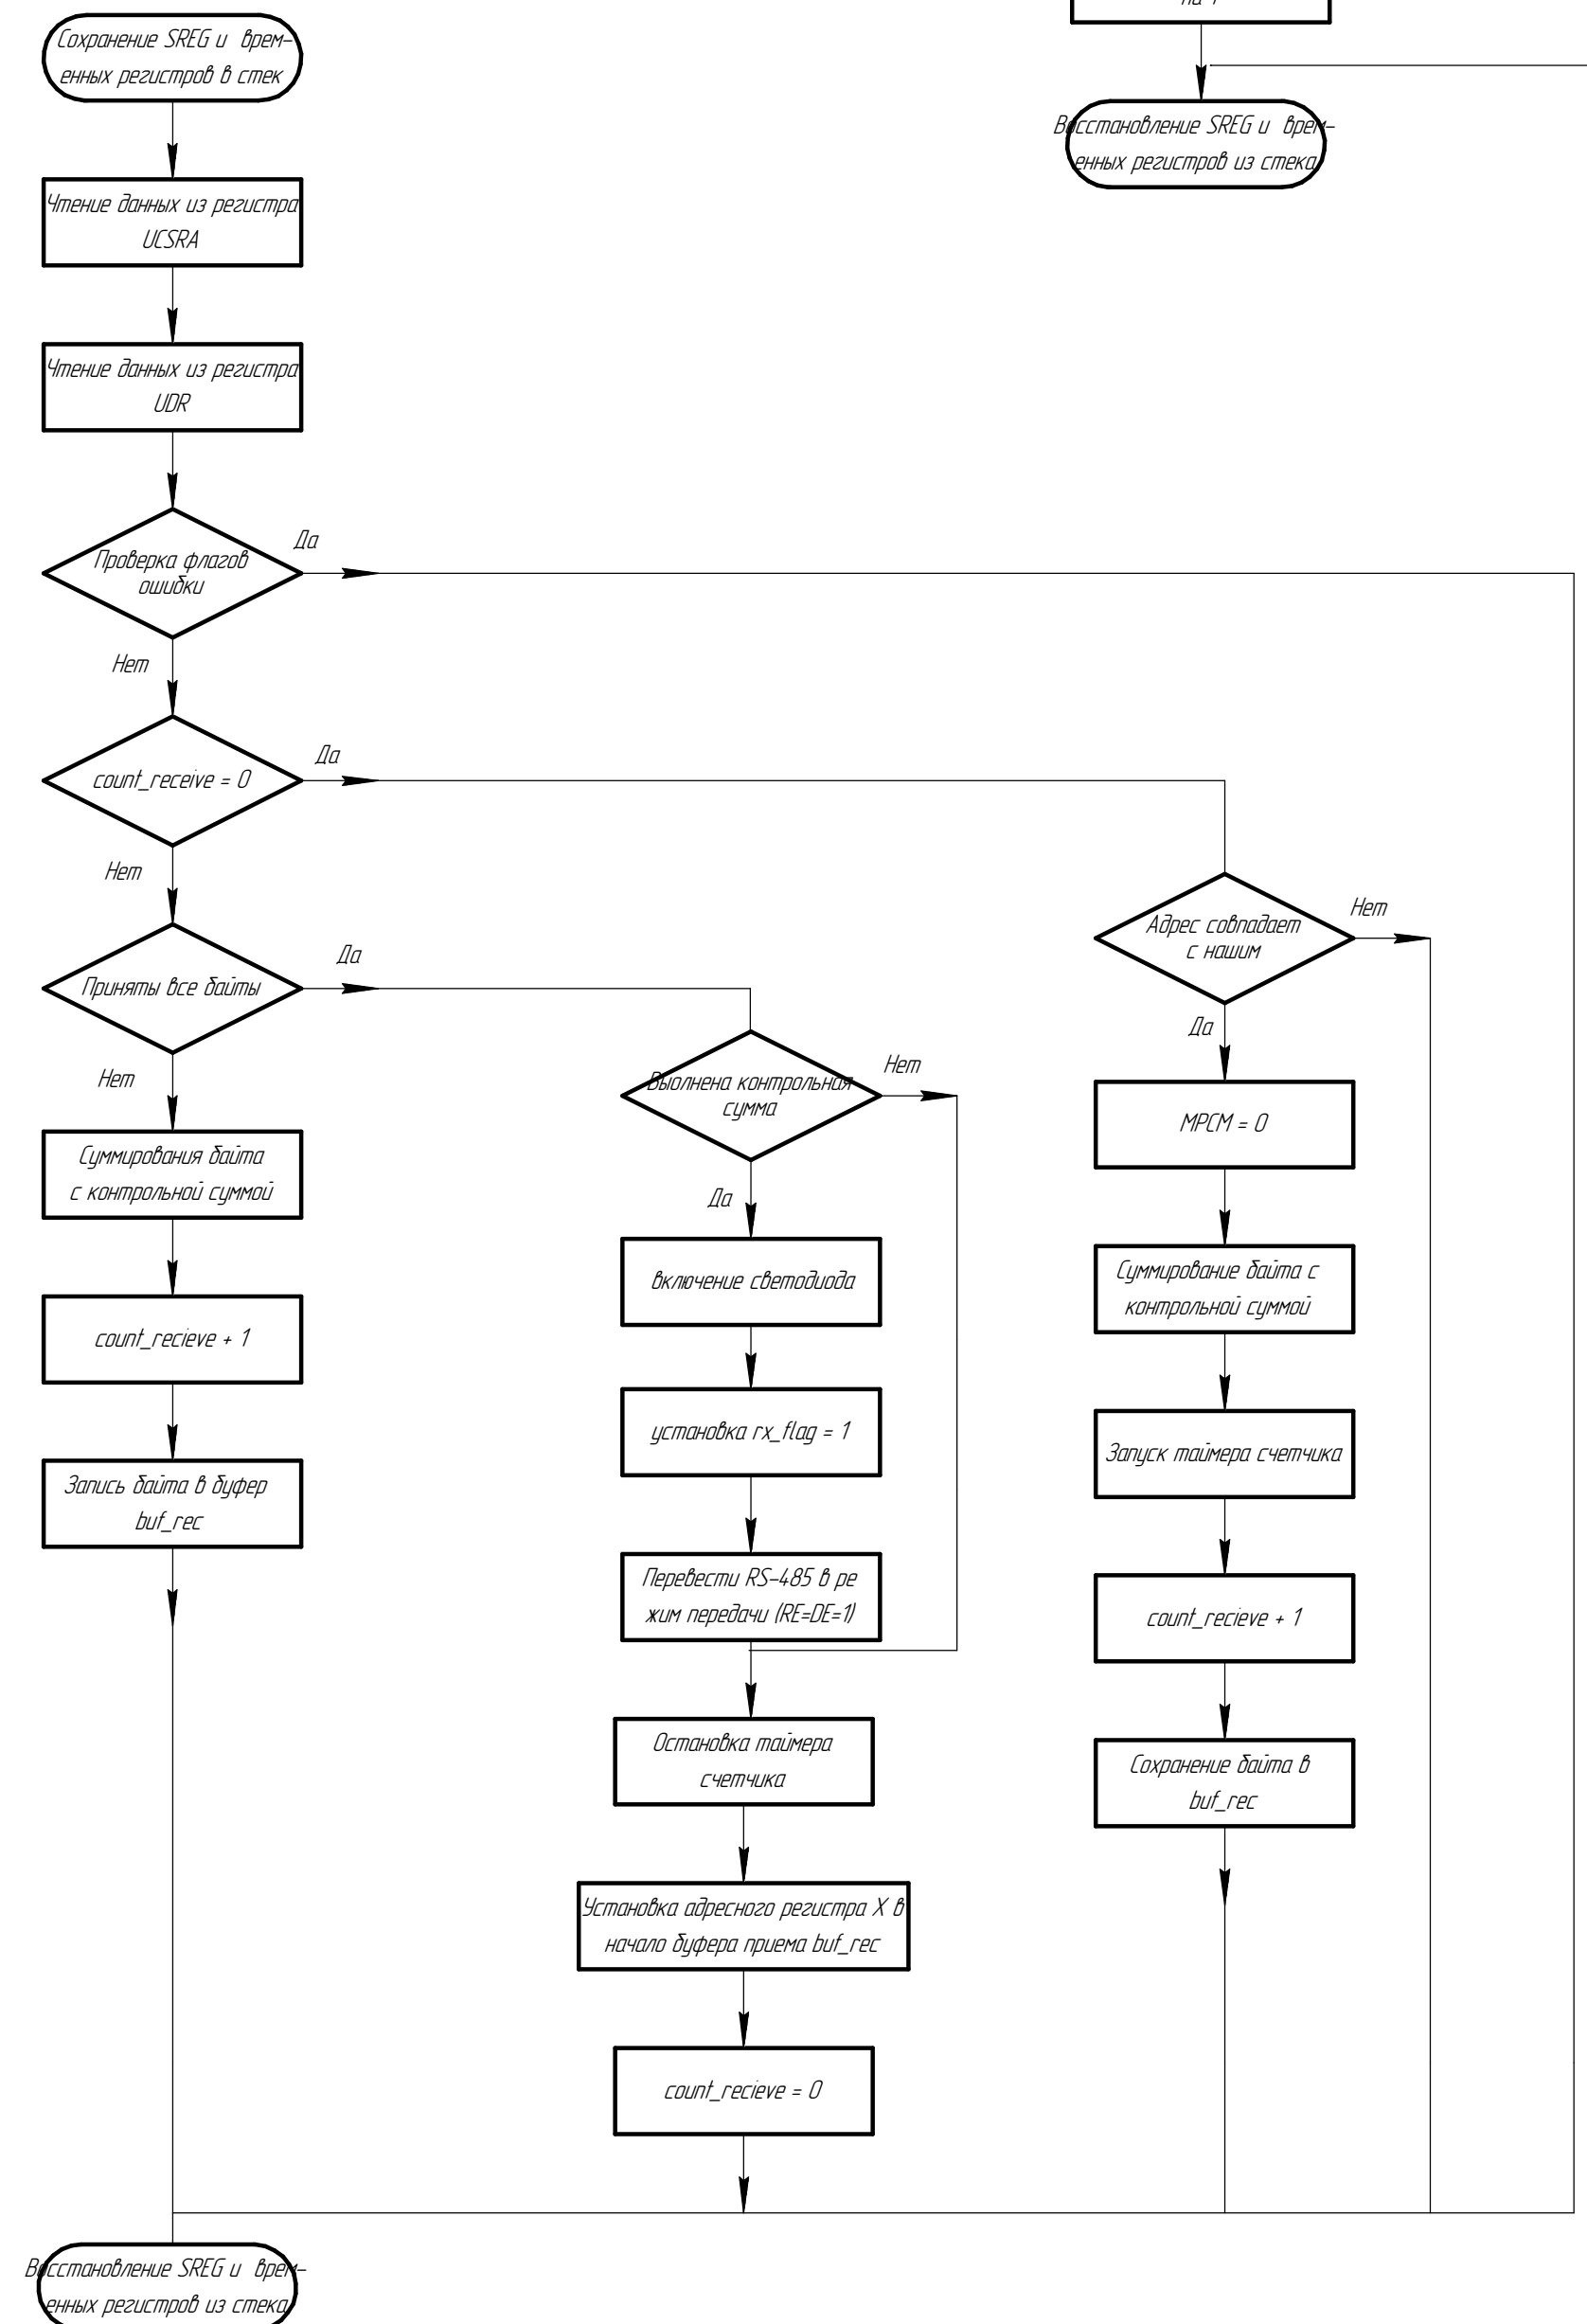 Сохранение SREG и врем-
енных регистров в стек
Чтение данных из регистра
UCSRA
Чтение данных из регистра
UDR
Проверка флагов
ошибки
Да
Нет
count_receive = 0
Да
Нет
Приняты все байты
Да
Нет
Суммирования байта
с контрольной суммой
count_recieve + 1
Запись байта в буфер
buf_rec
Выолнена контрольная
сумма
Нет
Да
включение светодиода
установка rx_flag = 1
Перевести RS-485 в ре
жим передачи (RE=DE=1)
Остановка таймера
счетчика
Установка адресного регистра X в
начало буфера приема buf_rec
count_recieve = 0
Адрес совпадает
с нашим
Нет
Да
MPCM = 0
Суммирование байта с
контрольной суммой
Запуск таймера счетчика
count_recieve + 1
Сохранение байта в
buf_rec
Восстановление SREG и врем-
енных регистров из стека
Восстановление SREG и врем-
енных регистров из стека